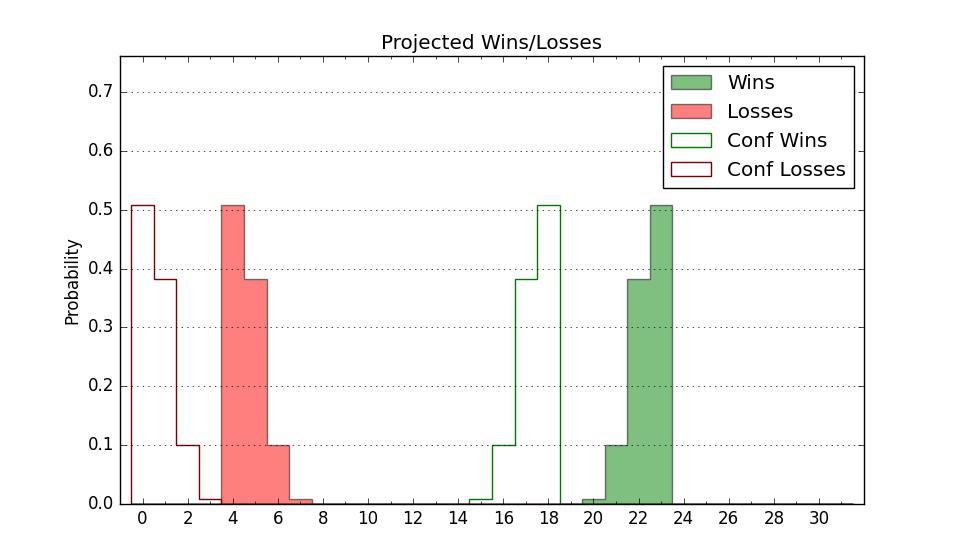 Projected Wins/Losses
Wins
Losses
Conf Wins
Conf Losses
Probability
0.7
0.6
0.5
0.4
0.3
0.2
0.1
0.0
0 2 4 6 8 10 12 14 16 18 20 22 24 26 28 30